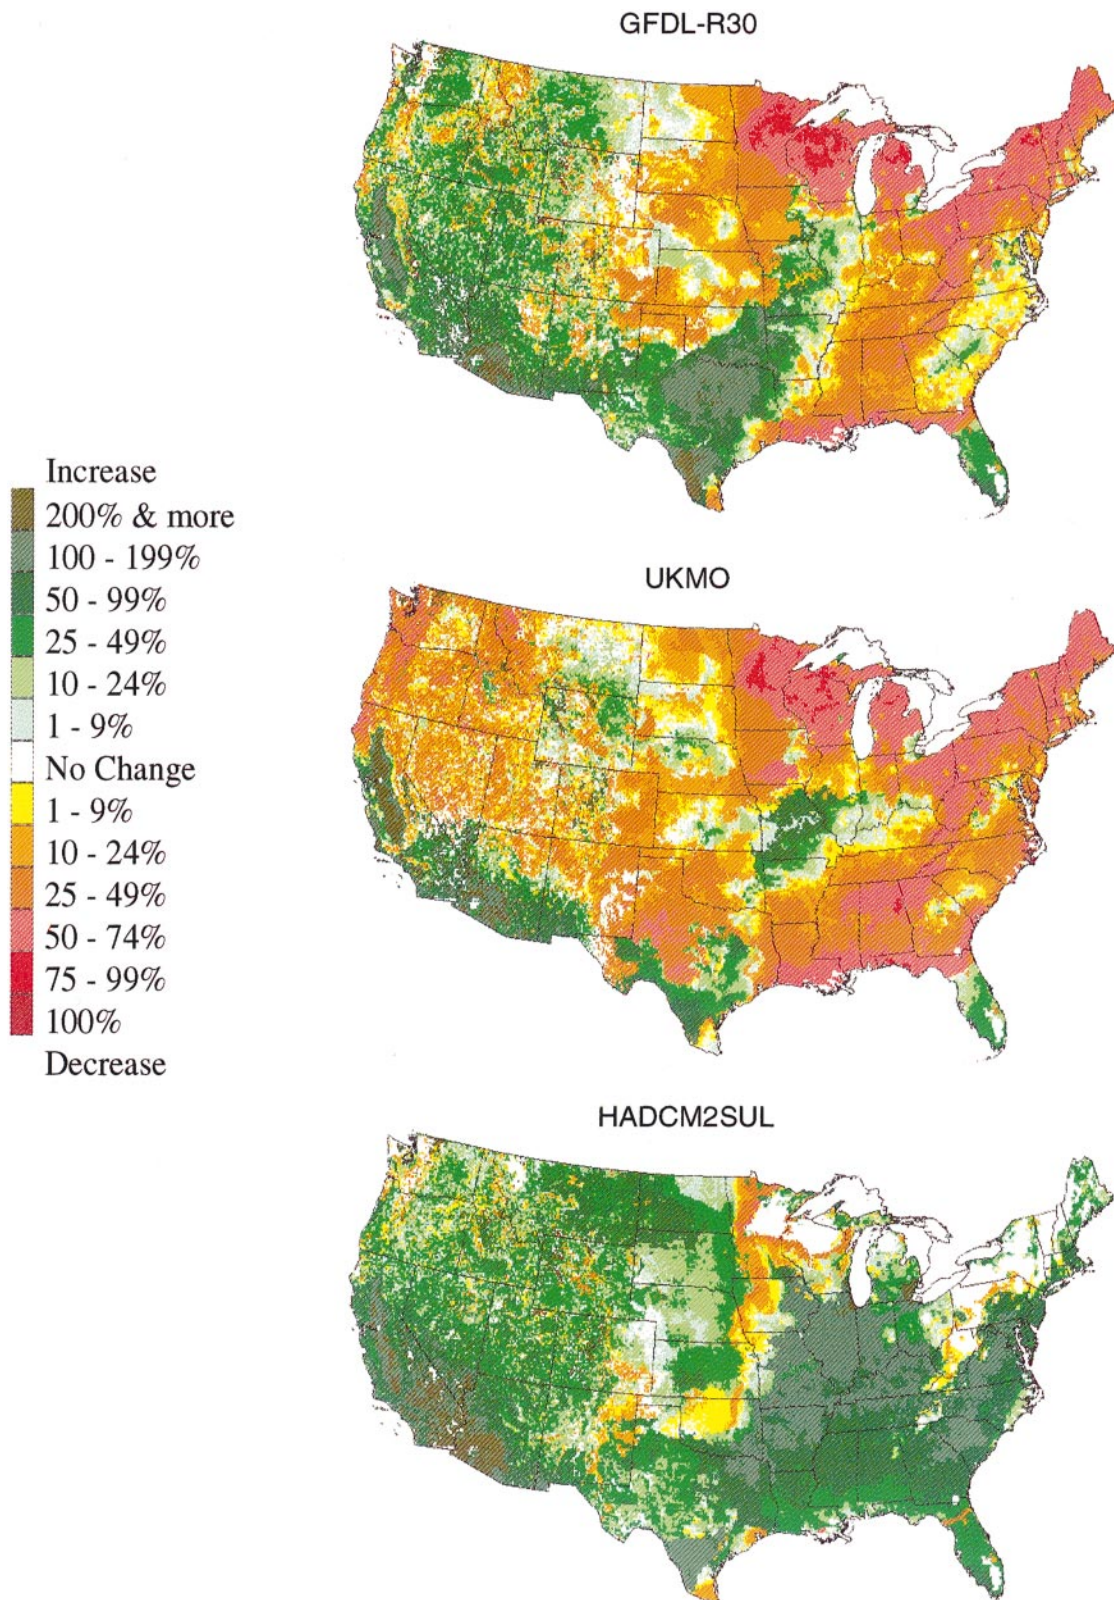 GFDL-R30
Increase
200% & more
100 - 199%
50 - 99%
25 - 49%
10 - 24%
1 - 9%
No Change
1 - 9%
10 - 24%
25 - 49%
50 - 74%
75 - 99%
100%
Decrease
UKMO
HADCM2SUL